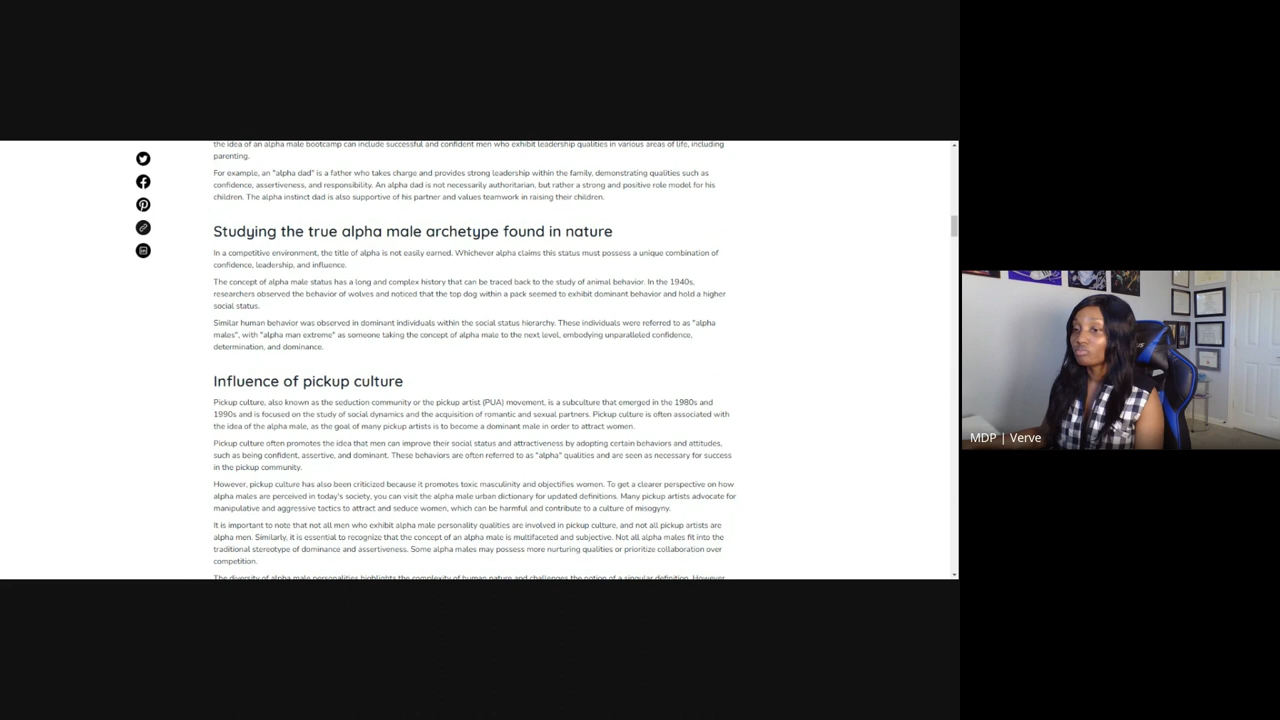 the idea of an alpha male bootcamp can include successful and confident men who exhibit leadership qualities in various areas of life, including
parenting.
For example, an "alpha dad" is a father who takes charge and provides strong leadership within the family, demonstrating qualities such as
confidence, assertiveness, and responsibility. An alpha dad is not necessarily authoritarian, but rather a strong and positive role model for his
children. The alpha instinct dad is also supportive of his partner and values teamwork in raising their children.
Studying the true alpha male archetype found in nature
In a competitive environment, the title of alpha is not easily earned. Whichever alpha claims this status must possess a unique combination of
confidence, leadership, and influence.
The concept of alpha male status has a long and complex history that can be traced back to the study of animal behavior. In the 1940s,
researchers observed the behavior of wolves and noticed that the top dog within a pack seemed to exhibit dominant behavior and hold a higher
social status.
Similar human behavior was observed in dominant individuals within the social status hierarchy. These individuals were referred to as "alpha
males", with "alpha man extreme" as someone taking the concept of alpha male to the next level, embodying unparalleled confidence,
determination, and dominance.
Influence of pickup culture
Pickup culture, also known as the seduction community or the pickup artist (PUA) movement, is a subculture that emerged in the 1980s and
1990s and is focused on the study of social dynamics and the acquisition of romantic and sexual partners. Pickup culture is often associated with
the idea of the alpha male, as the goal of many pickup artists is to become a dominant male in order to attract women.
Pickup culture often promotes the idea that men can improve their social status and attractiveness by adopting certain behaviors and attitudes,
such as being confident, assertive, and dominant. These behaviors are often referred to as "alpha" qualities and are seen as necessary for success
in the pickup community.
However, pickup culture has also been criticized because it promotes toxic masculinity and objectifies women. To get a clearer perspective on how
alpha males are perceived in today's society, you can visit the alpha male urban dictionary for updated definitions. Many pickup artists advocate for
manipulative and aggressive tactics to attract and seduce women, which can be harmful and contribute to a culture of misogyny.
It is important to note that not all men who exhibit alpha male personality qualities are involved in pickup culture, and not all pickup artists are
alpha men. Similarly, it is essential to recognize that the concept of an alpha male is multifaceted and subjective. Not all alpha males fit into the
traditional stereotype of dominance and assertiveness. Some alpha males may possess more nurturing qualities or prioritize collaboration over
competition.
The diversity of alpha male personalities highlights the complexity of human nature and challenges the notion of a singular definition. However,
MDP | Verve